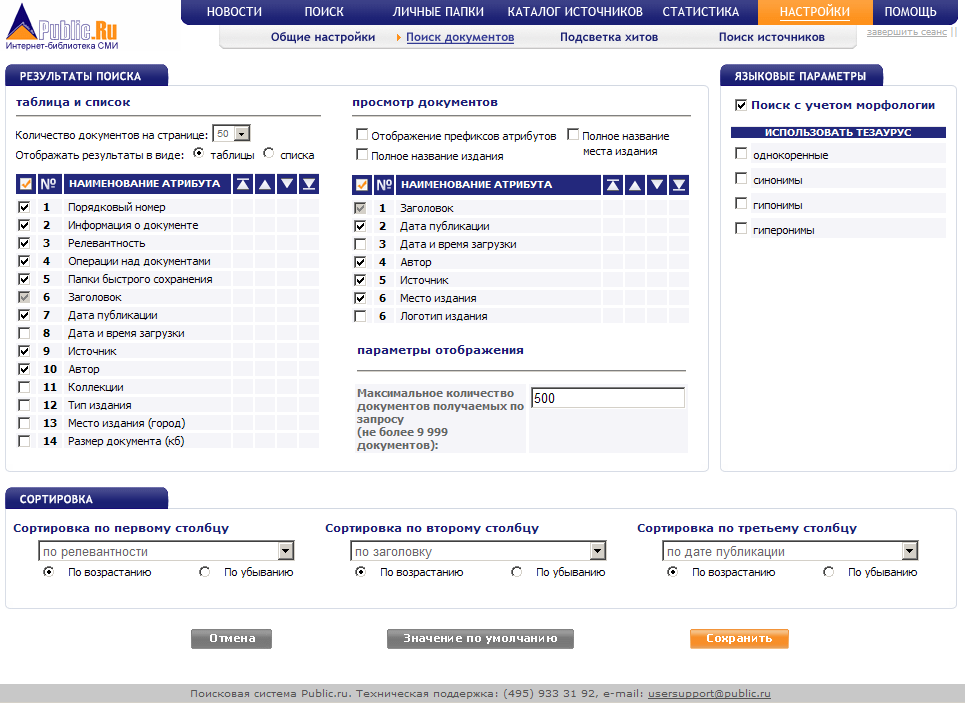 Public.Ru
Интернет-библиотека СМИ
НОВОСТИ ПОИСК ЛИЧНЫЕ ПАПКИ КАТАЛОГ ИСТОЧНИКОВ СТАТИСТИКА НАСТРОЙКИ ПОМОЩЬ
Общие настройки Поиск документов Подсветка хитов Поиск источников
завершить сеанс
РЕЗУЛЬТАТЫ ПОИСКА
таблица и список
Количество документов на странице: 50
Отображать результаты в виде: таблицы списка
№ НАИМЕНОВАНИЕ АТРИБУТА
1 Порядковый номер
2 Информация о документе
3 Релевантность
4 Операции над документами
5 Папки быстрого сохранения
6 Заголовок
7 Дата публикации
8 Дата и время загрузки
9 Источник
10 Автор
11 Коллекции
12 Тип издания
13 Место издания (город)
14 Размер документа (кб)
просмотр документов
Отображение префиксов атрибутов
Полное название
места издания
Полное название издания
№ НАИМЕНОВАНИЕ АТРИБУТА
1 Заголовок
2 Дата публикации
3 Дата и время загрузки
4 Автор
5 Источник
6 Место издания
6 Логотип издания
параметры отображения
Максимальное количество
документов получаемых по
запросу
(не более 9 999
документов):
500
ЯЗЫКОВЫЕ ПАРАМЕТРЫ
Поиск с учетом морфологии
ИСПОЛЬЗОВАТЬ ТЕЗАУРУС
однокоренные
синонимы
гипонимы
гиперонимы
СОРТИРОВКА
Сортировка по первому столбцу
по релевантности
По возрастанию По убыванию
Сортировка по второму столбцу
по заголовку
По возрастанию По убыванию
Сортировка по третьему столбцу
по дате публикации
По возрастанию По убыванию
Отмена Значение по умолчанию Сохранить
Поисковая система Public.ru. Техническая поддержка: (495) 933 31 92, e-mail: usersupport@public.ru